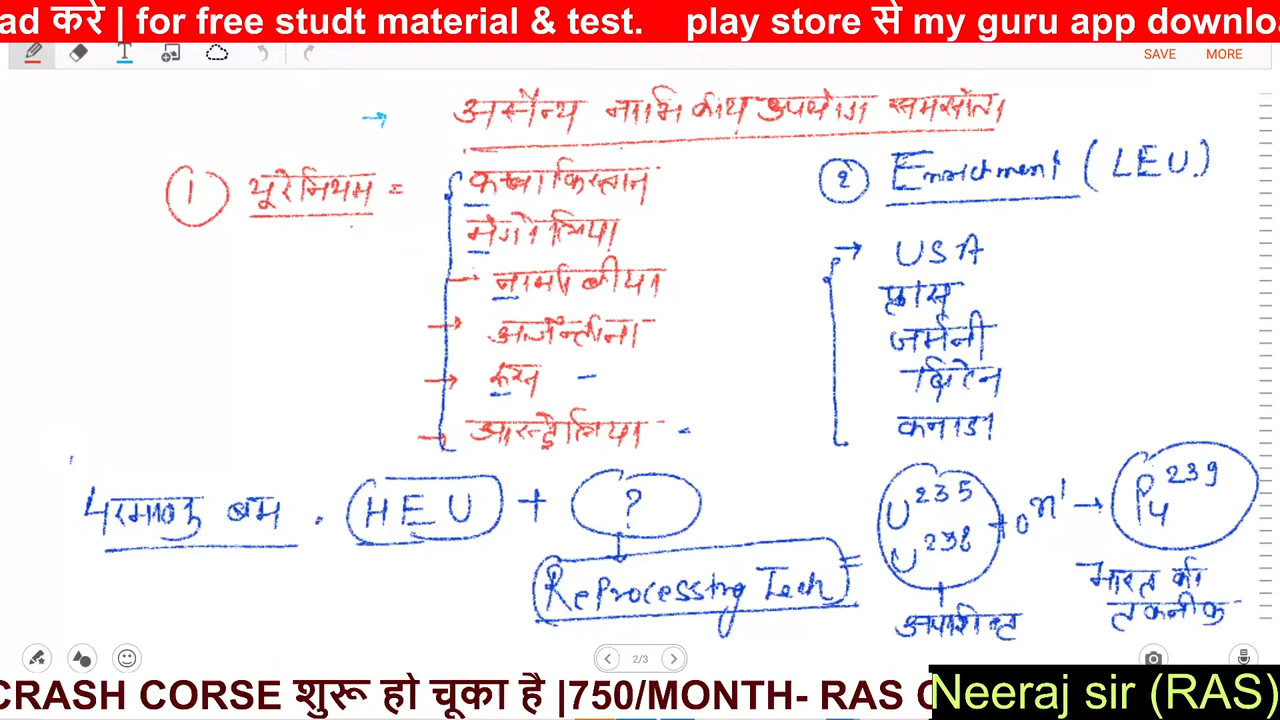 ad करे | for free studt material & test. play store से my guru app downlo
SAVE MORE
→ असैन्य नाभिकीय उपयोग समझौता
① यूरेनियम =
कजाकिस्तान
मंगोलिया
नामीबीया
→ अर्जेन्टीना
→ कैरन -
→ आस्ट्रेलिया -
② Enrichment (LEU)
→ USA
फ्रांस
जर्मनी
ब्रिटेन
कनाडा
परमाणु बम . HEU + ?
Reprocessing Tech =
U235
U238
+ 0n1 → Pu239
अपशिष्ट
भारत की
तकनीक
2/3
CRASH CORSE शुरू हो चूका है |750/MONTH- RAS
Neeraj sir (RAS)